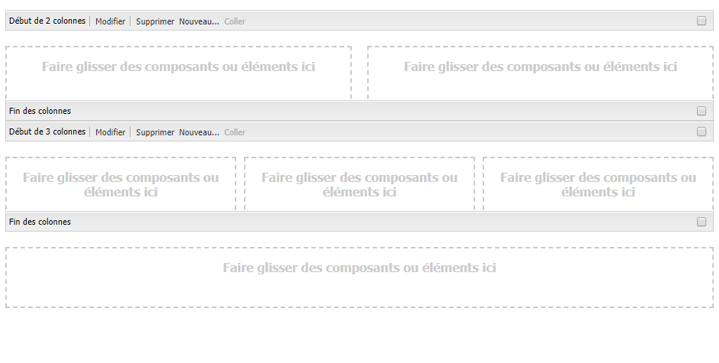 Début de 2 colonnes Modifier Supprimer Nouveau... Coller
Faire glisser des composants ou éléments ici Faire glisser des composants ou éléments ici
Fin des colonnes
Début de 3 colonnes Modifier Supprimer Nouveau... Coller
Faire glisser des composants ou Faire glisser des composants ou Faire glisser des composants ou
éléments ici éléments ici éléments ici
Fin des colonnes
Faire glisser des composants ou éléments ici